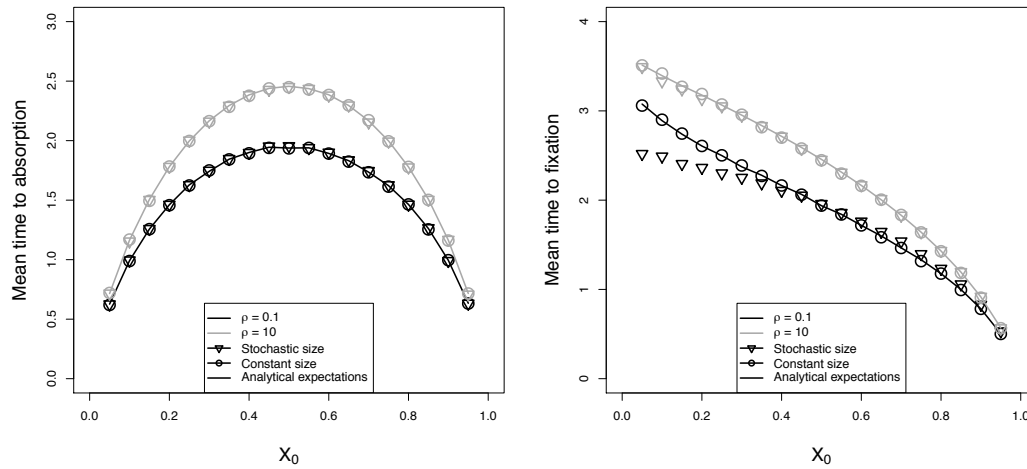 Mean time to absorption
3.0
2.5
2.0
1.5
1.0
0.5
0.0
ρ = 0.1
ρ = 10
Stochastic size
Constant size
Analytical expectations
0.0 0.2 0.4 0.6 0.8 1.0
X0
Mean time to fixation
4
3
2
1
0
ρ = 0.1
ρ = 10
Stochastic size
Constant size
Analytical expectations
0.0 0.2 0.4 0.6 0.8 1.0
X0